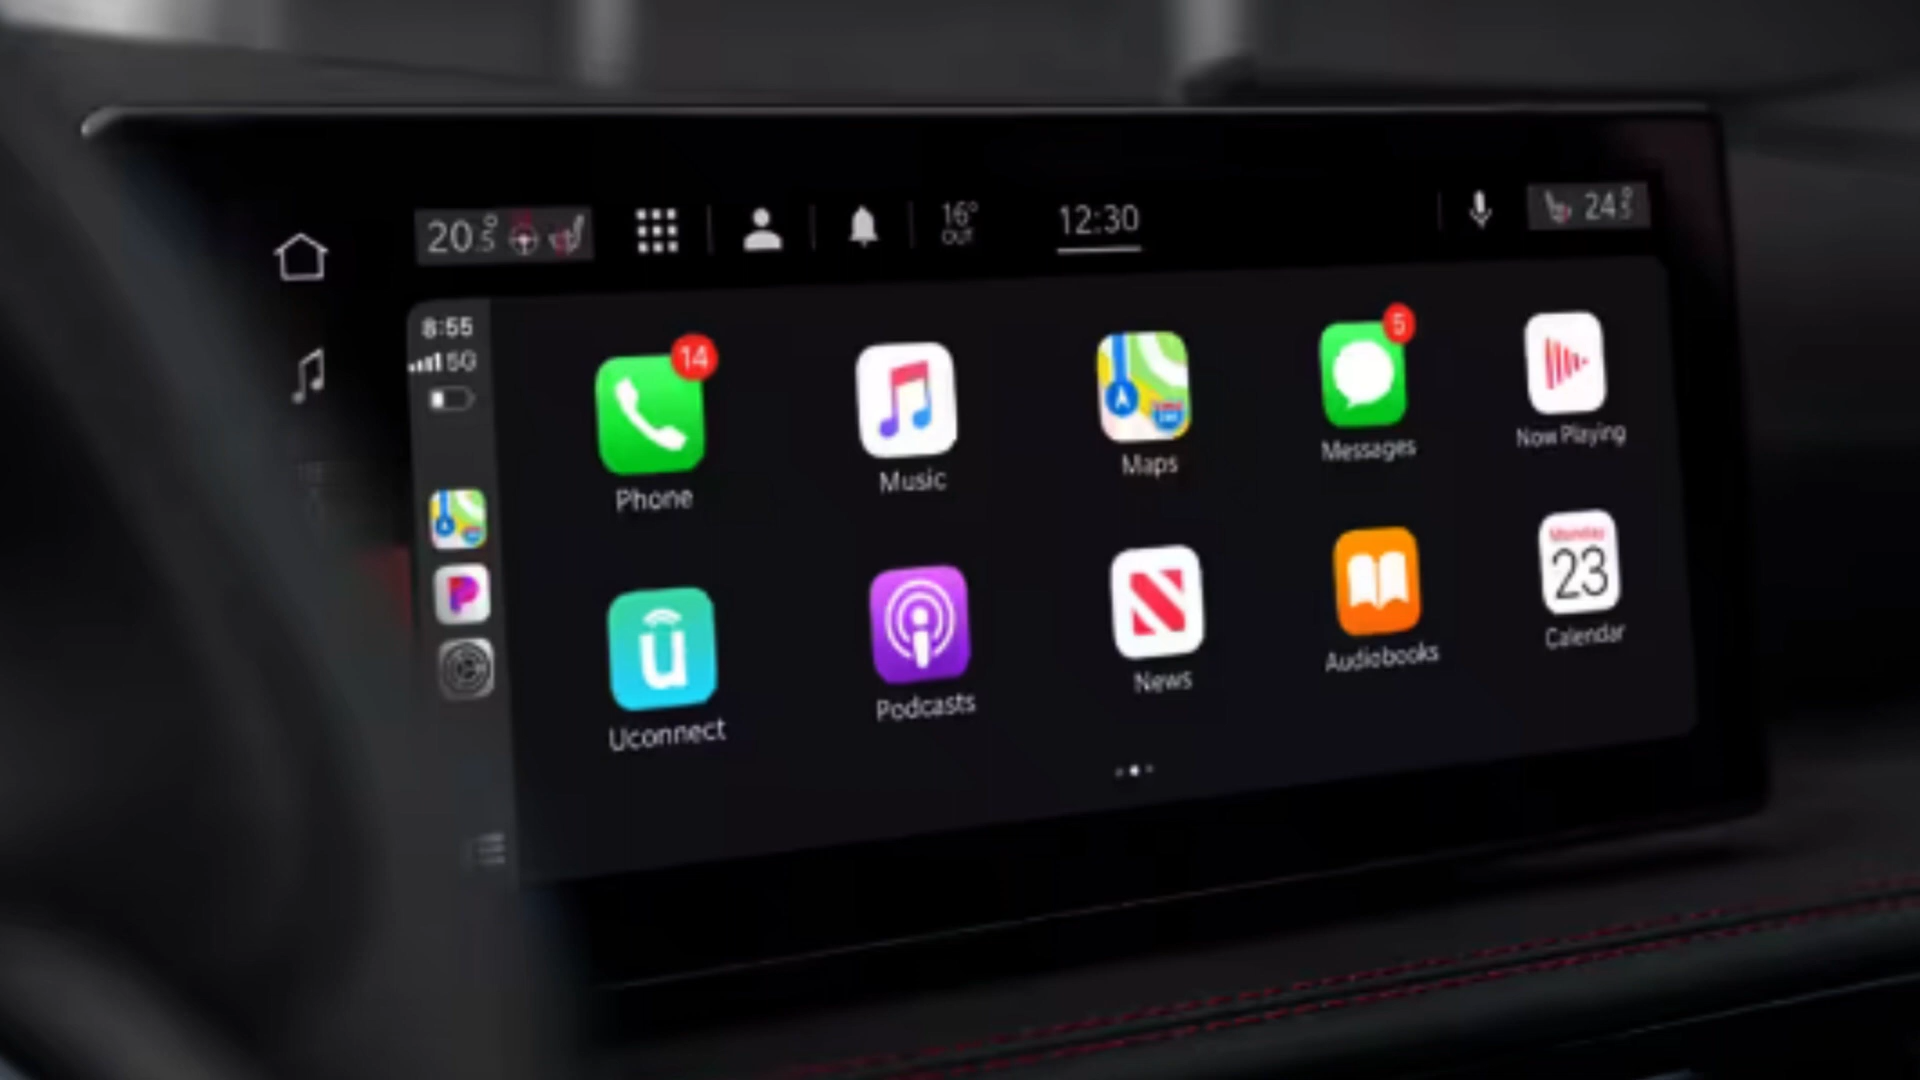 20.5°
16°
OUT
12:30
24.5°
8:55
5G
14
Phone
Music
Maps
5
Messages
Now Playing
Uconnect
Podcasts
News
Audiobooks
Monday
23
Calendar